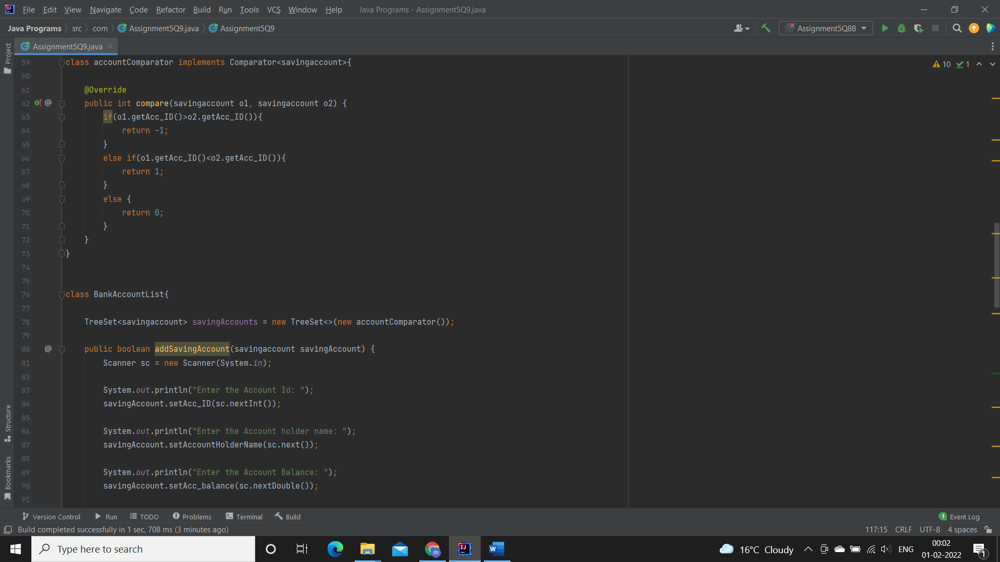 File Edit View Navigate Code Refactor Build Run Tools VCS Window Help Java Programs - Assignment5Q9.java
Java Programs src com Assignment5Q9.java Assignment5Q9 Assignment5Q8B
Project
Assignment5Q9.java
10 1
59 class accountComparator implements Comparator<savingaccount>{
60
61 @Override
62 @ public int compare(savingaccount o1, savingaccount o2) {
63 if(o1.getAcc_ID()>o2.getAcc_ID()){
64 return -1;
65 }
66 else if(o1.getAcc_ID()<o2.getAcc_ID()){
67 return 1;
68 }
69 else {
70 return 0;
71 }
72 }
73 }
74
75
76 class BankAccountList{
77
78 TreeSet<savingaccount> savingAccounts = new TreeSet<>(new accountComparator());
79
80 @ public boolean addSavingAccount(savingaccount savingAccount) {
81 Scanner sc = new Scanner(System.in);
82
83 System.out.println("Enter the Account Id: ");
84 savingAccount.setAcc_ID(sc.nextInt());
85
86 System.out.println("Enter the Account holder name: ");
87 savingAccount.setAccountHolderName(sc.next());
88
89 System.out.println("Enter the Account Balance: ");
90 savingAccount.setAcc_balance(sc.nextDouble());
91
Structure
Bookmarks
Version Control Run TODO Problems Terminal Build 1 Event Log
Build completed successfully in 1 sec, 708 ms (3 minutes ago) 117:15 CRLF UTF-8 4 spaces
Type here to search 16°C Cloudy ENG 00:02
01-02-2022 1